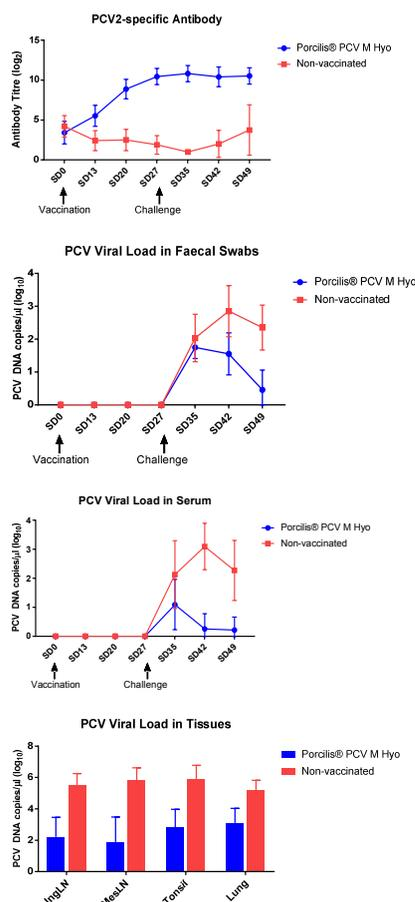 PCV2-specific Antibody
15
10
5
0
Antibody Titre (log2)
Porcilis® PCV M Hyo
Non-vaccinated
SD0
SD13
SD20
SD27
SD35
SD42
SD49
Vaccination
Challenge
PCV Viral Load in Faecal Swabs
4
3
2
1
0
PCV DNA copies/µl (log10)
Porcilis® PCV M Hyo
Non-vaccinated
SD0
SD13
SD20
SD27
SD35
SD42
SD49
Vaccination
Challenge
PCV Viral Load in Serum
4
3
2
1
0
PCV DNA copies/µl (log10)
Porcilis® PCV M Hyo
Non-vaccinated
SD0
SD13
SD20
SD27
SD35
SD42
SD49
Vaccination
Challenge
PCV Viral Load in Tissues
8
6
4
2
0
PCV DNA copies/µl (log10)
Porcilis® PCV M Hyo
Non-vaccinated
IngLN
MesLN
Tonsil
Lung